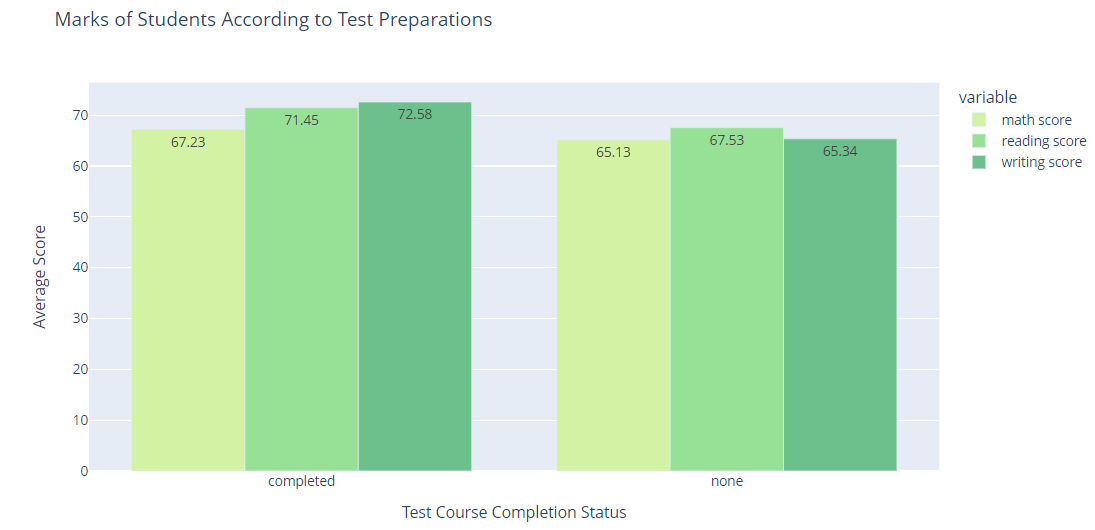 Marks of Students According to Test Preparations
variable
math score
reading score
writing score
Average Score
70
60
50
40
30
20
10
0
67.23
71.45
72.58
65.13
67.53
65.34
completed
none
Test Course Completion Status